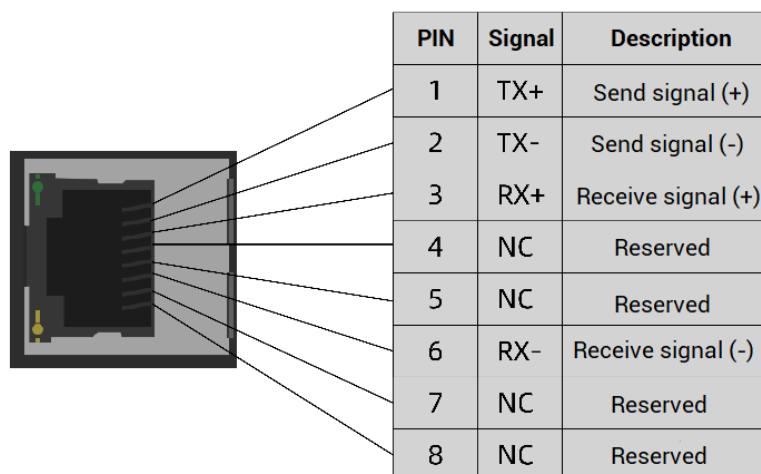 PIN Signal Description
1 TX+ Send signal (+)
2 TX- Send signal (-)
3 RX+ Receive signal (+)
4 NC Reserved
5 NC Reserved
6 RX- Receive signal (-)
7 NC Reserved
8 NC Reserved